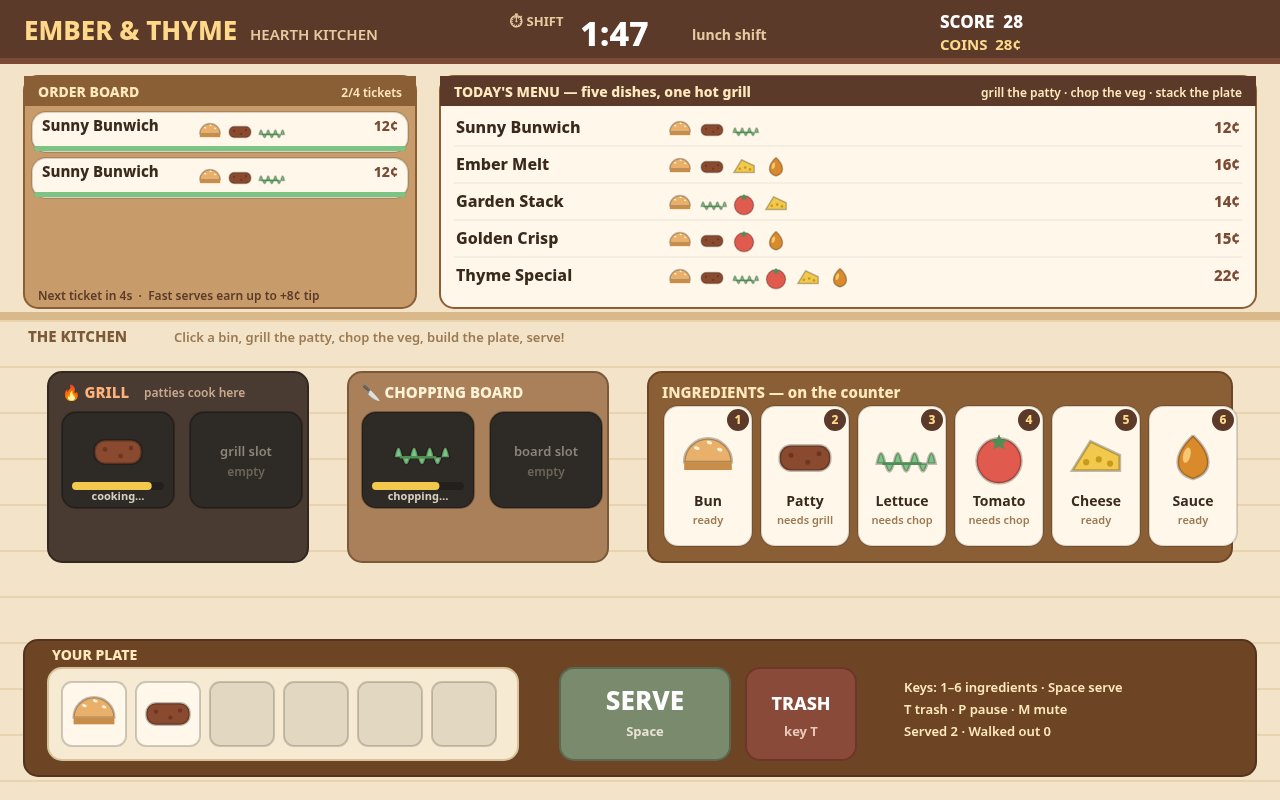 EMBER & THYME HEARTH KITCHEN
⏱ SHIFT 1:47 lunch shift
SCORE 28
COINS 28¢
ORDER BOARD 2/4 tickets
Sunny Bunwich 12¢
Sunny Bunwich 12¢
Next ticket in 4s · Fast serves earn up to +8¢ tip
TODAY'S MENU — five dishes, one hot grill grill the patty · chop the veg · stack the plate
Sunny Bunwich 12¢
Ember Melt 16¢
Garden Stack 14¢
Golden Crisp 15¢
Thyme Special 22¢
THE KITCHEN Click a bin, grill the patty, chop the veg, build the plate, serve!
🔥 GRILL patties cook here
cooking...
grill slot
empty
🔪 CHOPPING BOARD
chopping...
board slot
empty
INGREDIENTS — on the counter
1 2 3 4 5 6
Bun Patty Lettuce Tomato Cheese Sauce
ready needs grill needs chop needs chop ready ready
YOUR PLATE
SERVE
Space
TRASH
key T
Keys: 1–6 ingredients · Space serve
T trash · P pause · M mute
Served 2 · Walked out 0